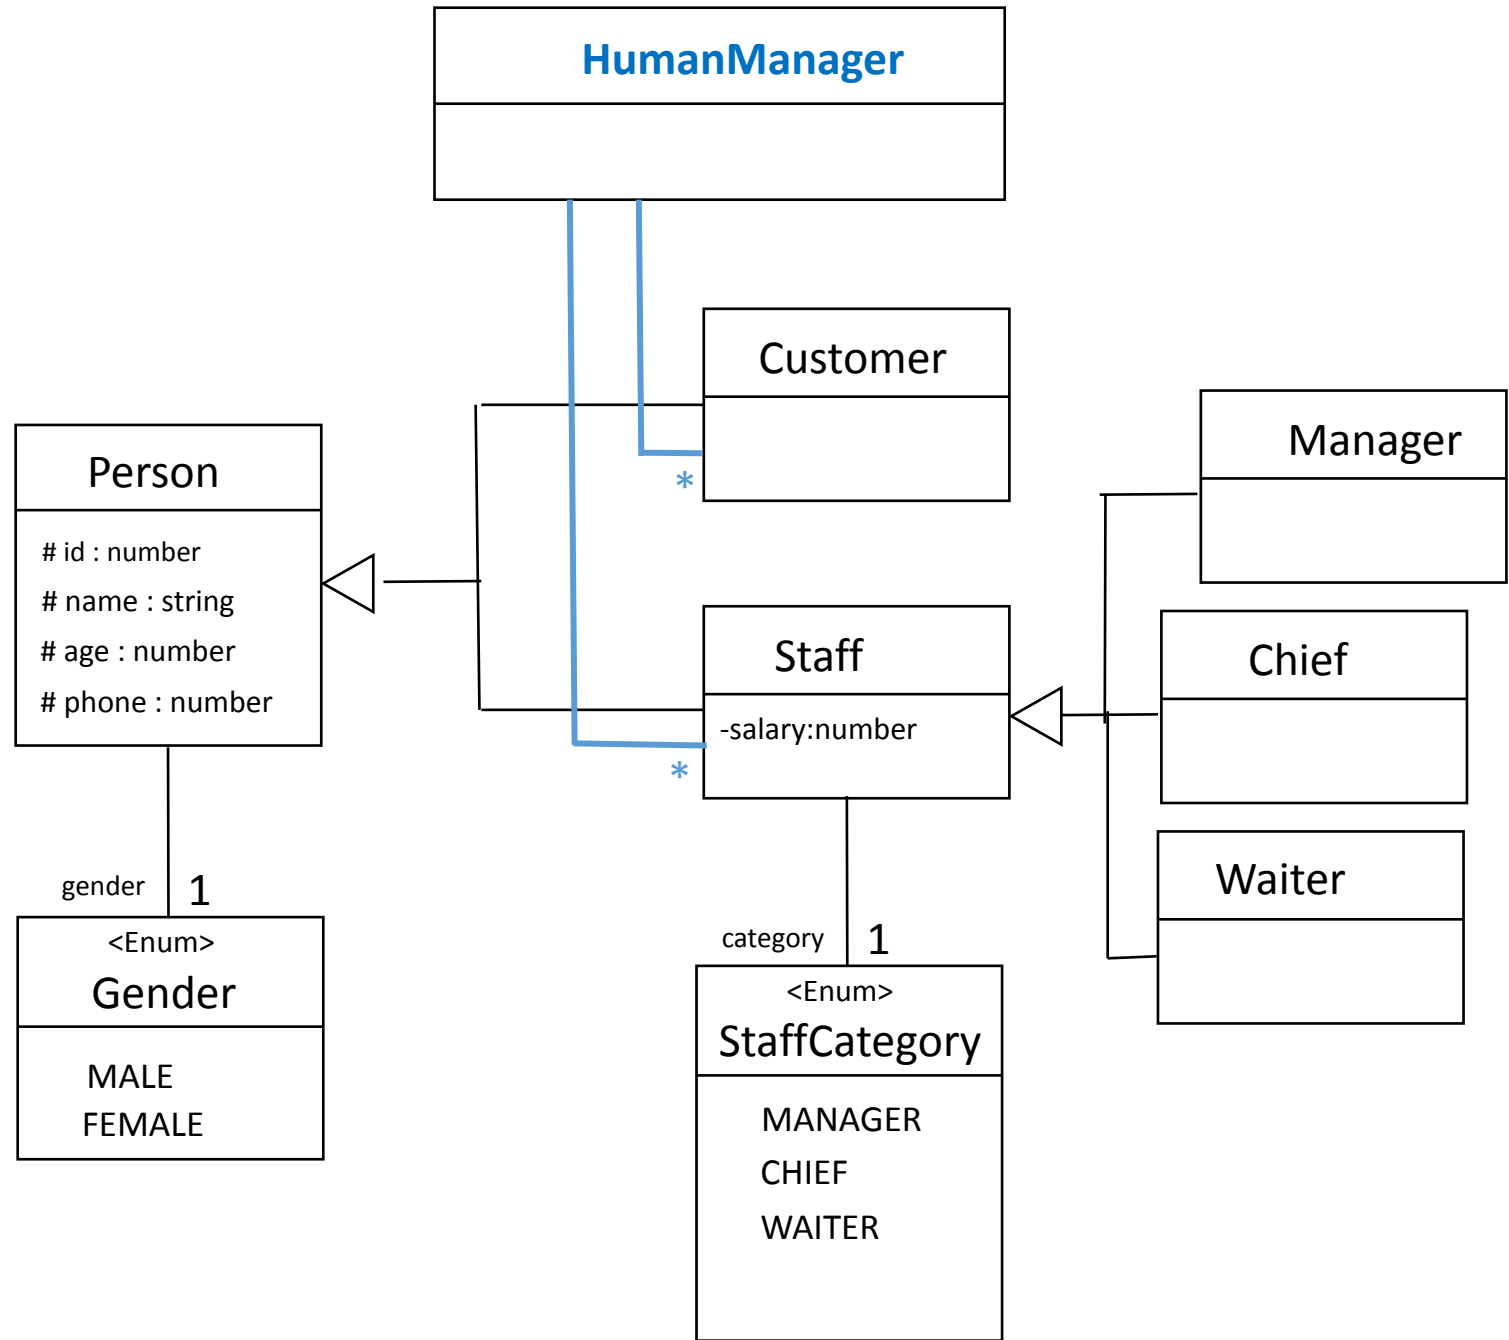 HumanManager
Customer
*
Manager
Person
# id : number
# name : string
# age : number
# phone : number
Staff
-salary:number
*
Chief
Waiter
gender 1
<Enum>
Gender
MALE
FEMALE
category 1
<Enum>
StaffCategory
MANAGER
CHIEF
WAITER